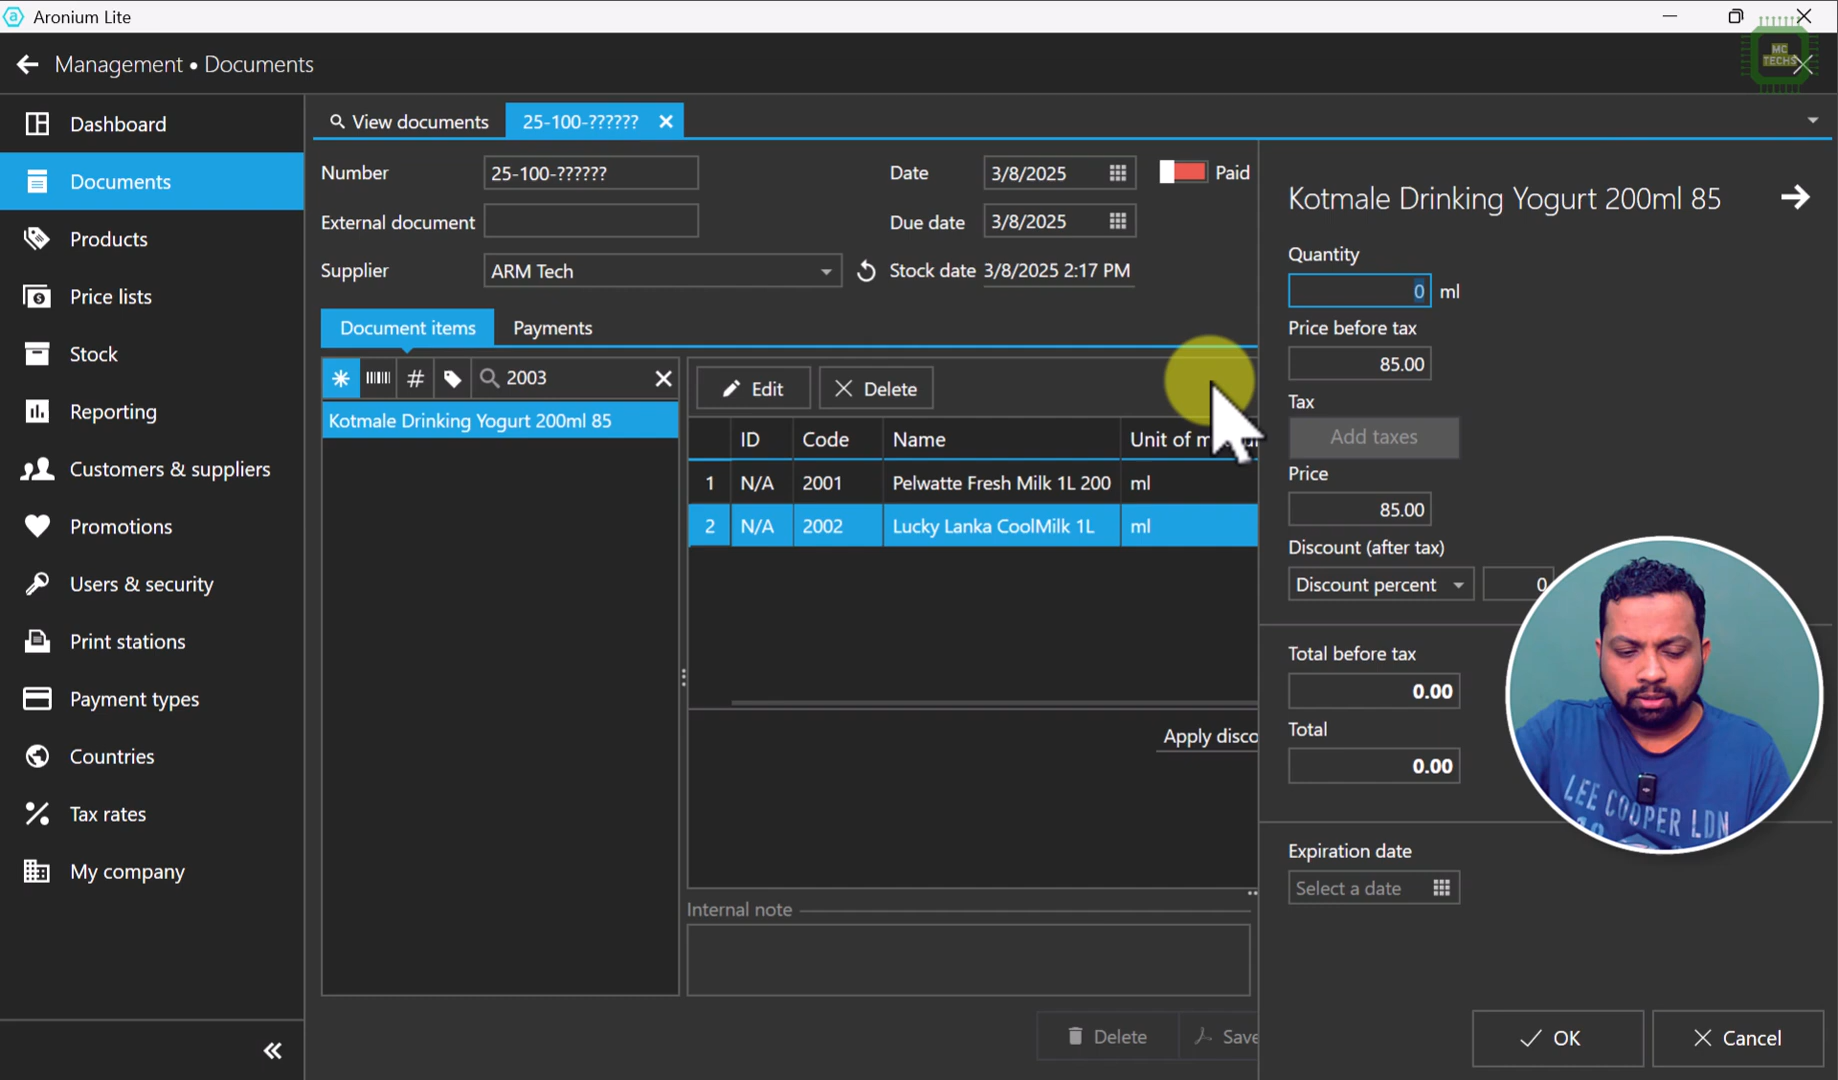 Aronium Lite
Management • Documents
MC
TECHS
Dashboard
Documents
Products
Price lists
Stock
Reporting
Customers & suppliers
Promotions
Users & security
Print stations
Payment types
Countries
Tax rates
My company
View documents
25-100-??????
Number
25-100-??????
Date
3/8/2025
Paid
External document
Due date
3/8/2025
Supplier
ARM Tech
Stock date 3/8/2025 2:17 PM
Document items
Payments
2003
Kotmale Drinking Yogurt 200ml 85
Edit
Delete
ID
Code
Name
Unit of
1
N/A
2001
Pelwatte Fresh Milk 1L 200
ml
2
N/A
2002
Lucky Lanka CoolMilk 1L
ml
Apply disco
Internal note
Delete
Save
Kotmale Drinking Yogurt 200ml 85
Quantity
0 ml
Price before tax
85.00
Tax
Add taxes
Price
85.00
Discount (after tax)
Discount percent
0
Total before tax
0.00
Total
0.00
Expiration date
Select a date
OK
Cancel
LEE COOPER LDN